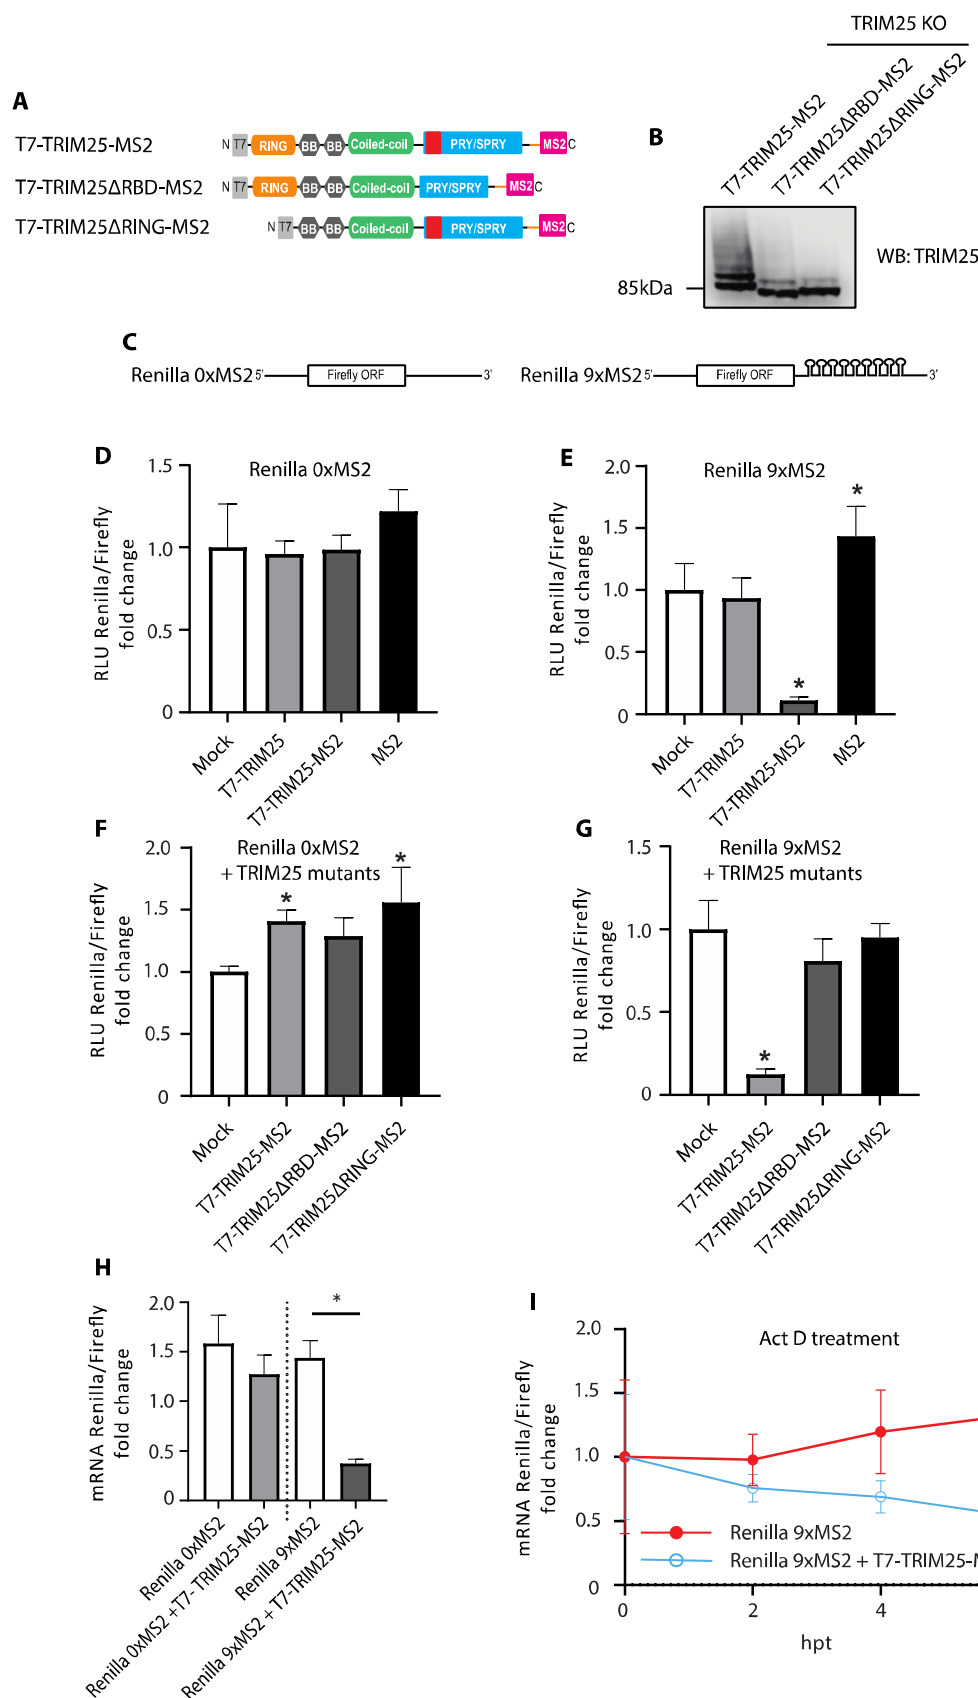 TRIM25 KO
A
T7-TRIM25-MS2
N T7 RING BB BB Coiled-coil PRY/SPRY MS2 C
T7-TRIM25ΔRBD-MS2
N T7 RING BB BB Coiled-coil PRY/SPRY MS2 C
T7-TRIM25ΔRING-MS2
N T7 BB BB Coiled-coil PRY/SPRY MS2 C
B
T7-TRIM25-MS2
T7-TRIM25ΔRBD-MS2
T7-TRIM25ΔRING-MS2
WB: TRIM25
85kDa
C
Renilla 0xMS2 5' Firefly ORF 3'
Renilla 9xMS2 5' Firefly ORF 3'
D
Renilla 0xMS2
RLU Renilla/Firefly
fold change
1.5
1.0
0.5
0
Mock
T7-TRIM25
T7-TRIM25-MS2
MS2
E
Renilla 9xMS2
RLU Renilla/Firefly
fold change
2.0
1.5
1.0
0.5
0
*
*
Mock
T7-TRIM25
T7-TRIM25-MS2
MS2
F
Renilla 0xMS2
+ TRIM25 mutants
RLU Renilla/Firefly
fold change
2.0
1.5
1.0
0.5
0
*
*
Mock
T7-TRIM25-MS2
T7-TRIM25ΔRBD-MS2
T7-TRIM25ΔRING-MS2
G
Renilla 9xMS2
+ TRIM25 mutants
RLU Renilla/Firefly
fold change
1.5
1.0
0.5
0
*
Mock
T7-TRIM25-MS2
T7-TRIM25ΔRBD-MS2
T7-TRIM25ΔRING-MS2
H
mRNA Renilla/Firefly
fold change
2.0
1.5
1.0
0.5
0
*
Renilla 0xMS2
Renilla 0xMS2 +T7- TRIM25-MS2
Renilla 9xMS2
Renilla 9xMS2 + T7-TRIM25-MS2
I
Act D treatment
mRNA Renilla/Firefly
fold change
2.0
1.5
1.0
0.5
0
Renilla 9xMS2
Renilla 9xMS2 + T7-TRIM25-M
0
2
4
hpt